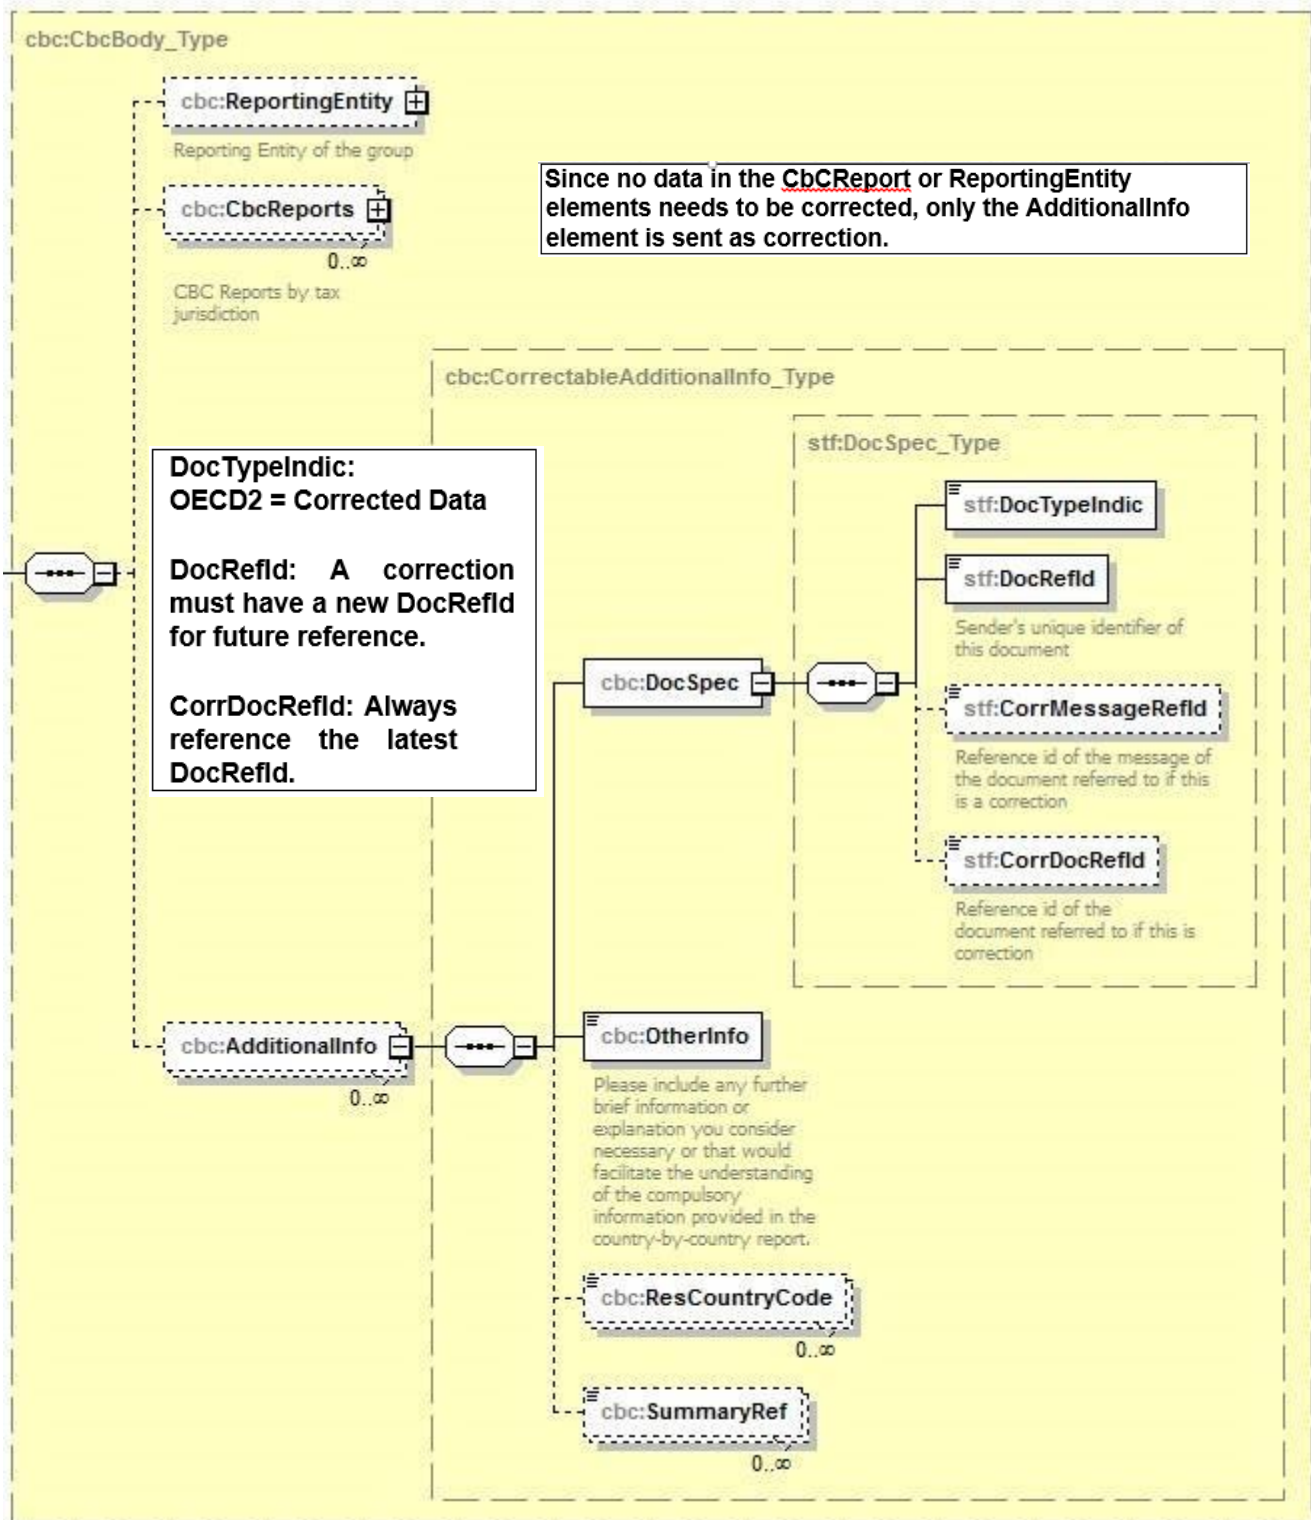 cbc:CbcBody_Type
cbc:ReportingEntity
Reporting Entity of the group
cbc:CbcReports
0..∞
CBC Reports by tax
jurisdiction
Since no data in the CbCReport or ReportingEntity
elements needs to be corrected, only the AdditionalInfo
element is sent as correction.
cbc:CorrectableAdditionalInfo_Type
stf:DocSpec_Type
DocTypeIndic:
OECD2 = Corrected Data
DocRefId: A correction
must have a new DocRefId
for future reference.
CorrDocRefId: Always
reference the latest
DocRefId.
cbc:DocSpec
stf:DocTypeIndic
stf:DocRefId
Sender's unique identifier of
this document
stf:CorrMessageRefId
Reference id of the message of
the document referred to if this
is a correction
stf:CorrDocRefId
Reference id of the
document referred to if this is
correction
cbc:AdditionalInfo
0..∞
cbc:OtherInfo
Please include any further
brief information or
explanation you consider
necessary or that would
facilitate the understanding
of the compulsory
information provided in the
country-by-country report.
cbc:ResCountryCode
0..∞
cbc:SummaryRef
0..∞